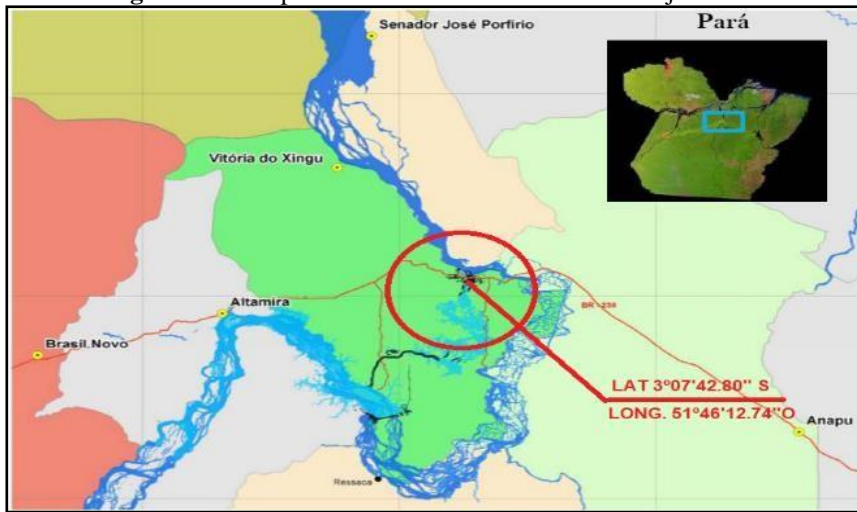 Senador José Porfírio
Pará
Vitória do Xingu
Altamira
Brasil Novo
BR - 230
LAT 3º07'42.80" S
LONG. 51º46'12.74"O
Anapu
Ressaca